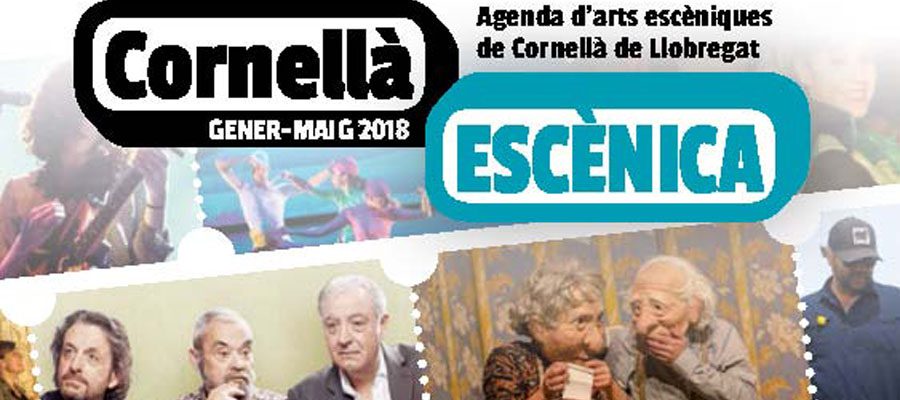 Cornellà
GENER-MAIG 2018
Agenda d'arts escèniques
de Cornellà de Llobregat
ESCÈNICA